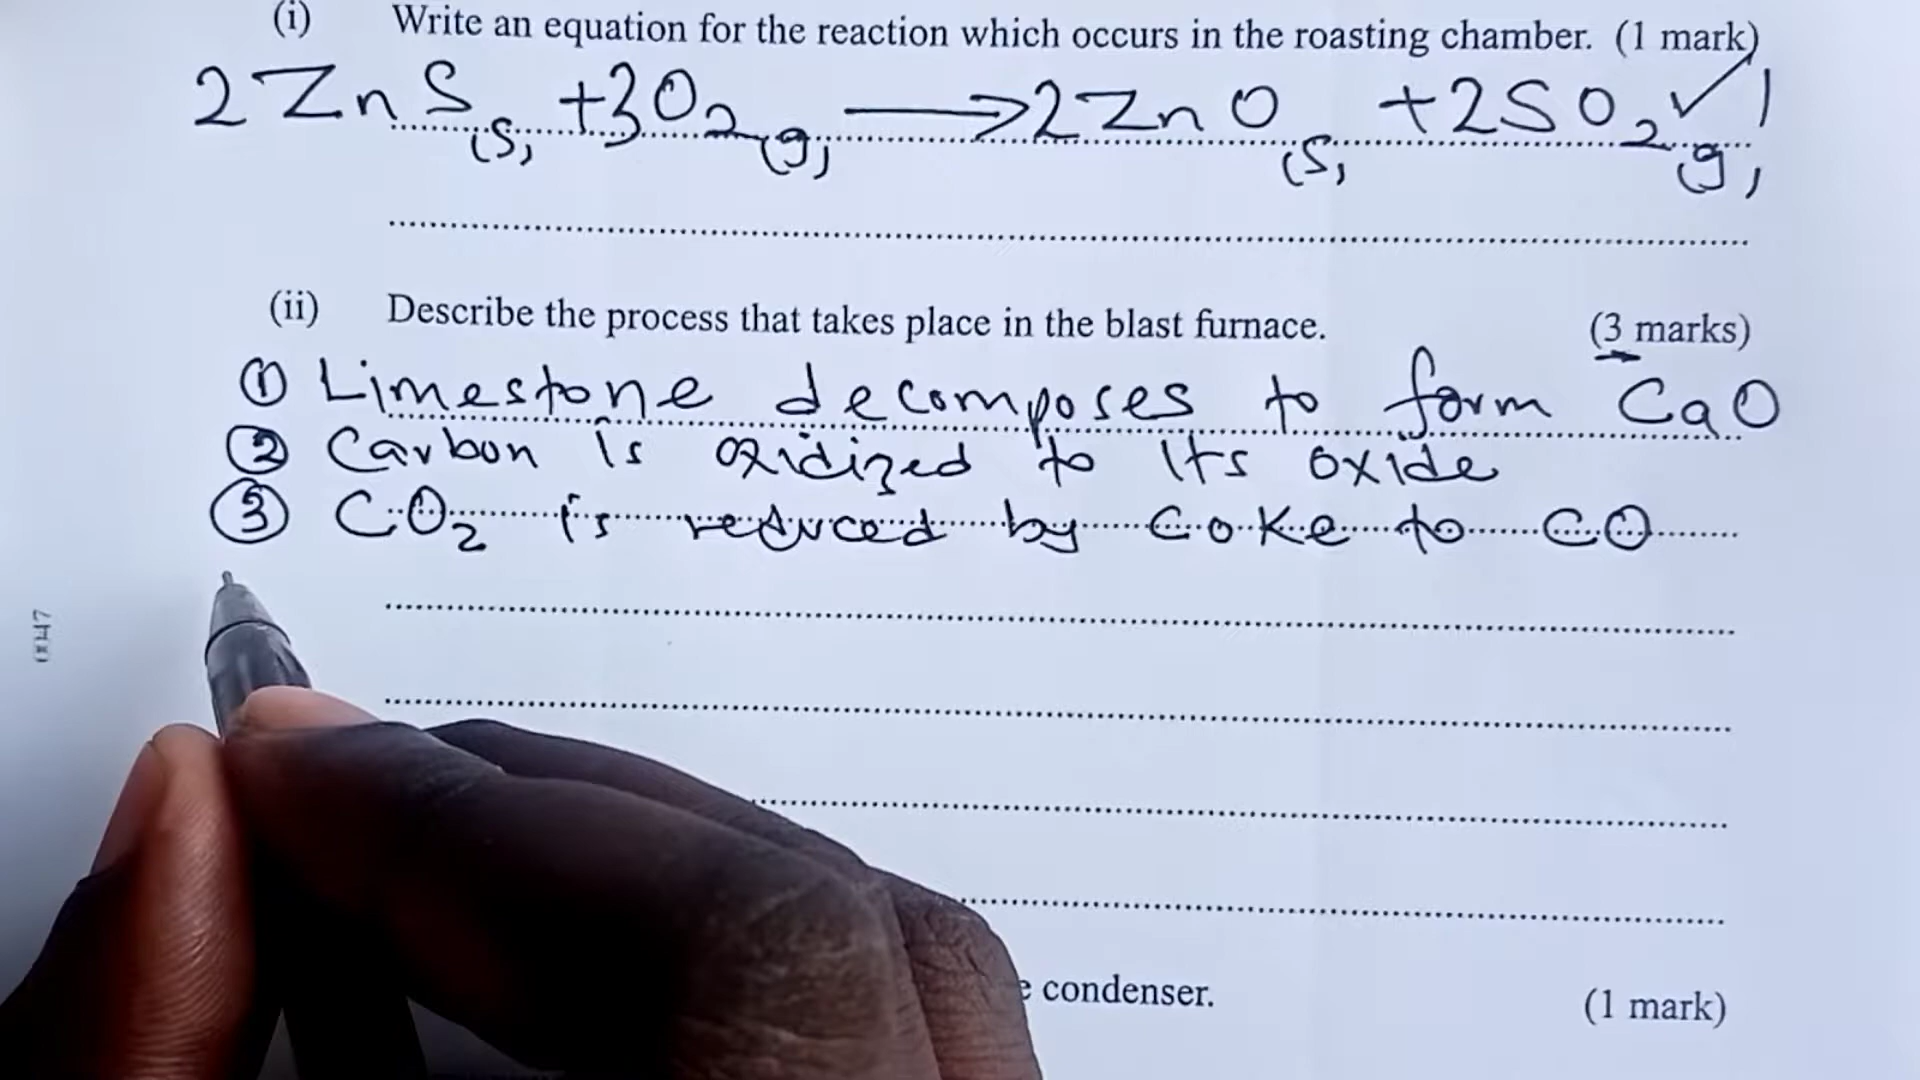 (i) Write an equation for the reaction which occurs in the roasting chamber. (1 mark)
2ZnS(s) + 3O2(g) → 2ZnO(s) + 2SO2(g) ✓1
(ii) Describe the process that takes place in the blast furnace. (3 marks)
① Limestone decomposes to form CaO
② Carbon is oxidized to its oxide
③ CO2 is reduced by coke to CO
condenser. (1 mark)